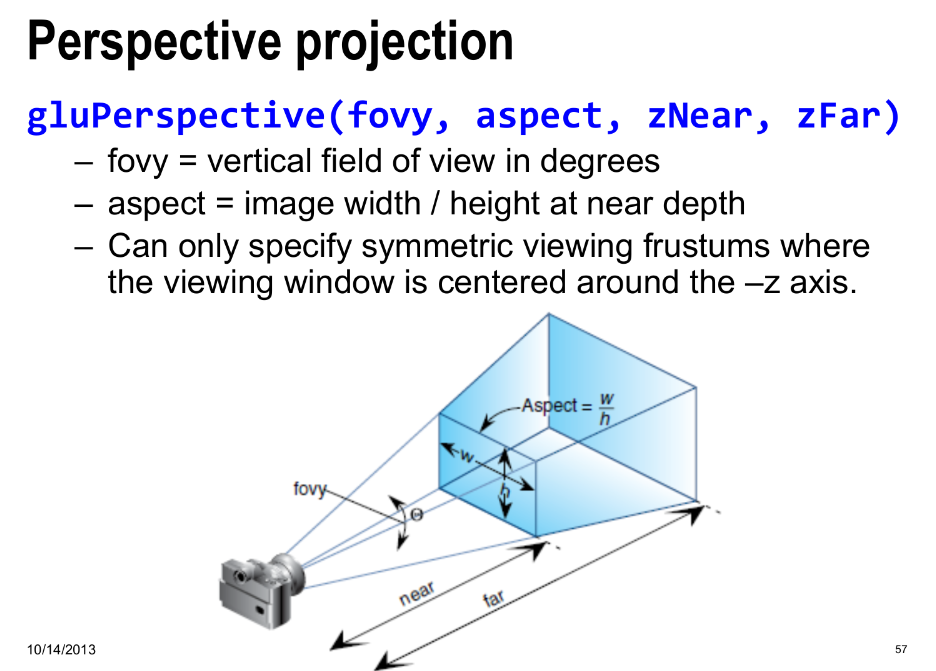 Perspective projection
gluPerspective(fovy, aspect, zNear, zFar)
– fovy = vertical field of view in degrees
– aspect = image width / height at near depth
– Can only specify symmetric viewing frustums where
the viewing window is centered around the –z axis.
Aspect = w/h
w
h
fovy
Θ
near
far
10/14/2013
57